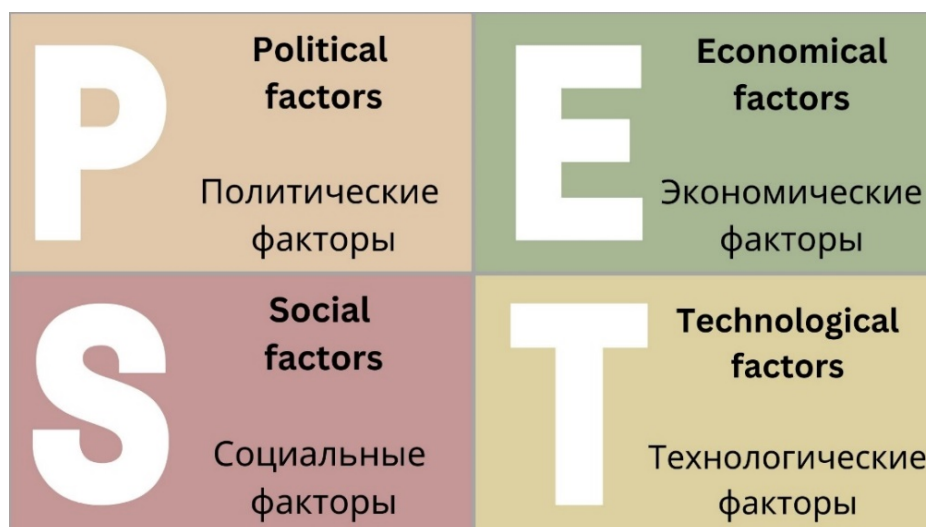 P
Political
factors
Политические
факторы
E
Economical
factors
Экономические
факторы
S
Social
factors
Социальные
факторы
T
Technological
factors
Технологические
факторы